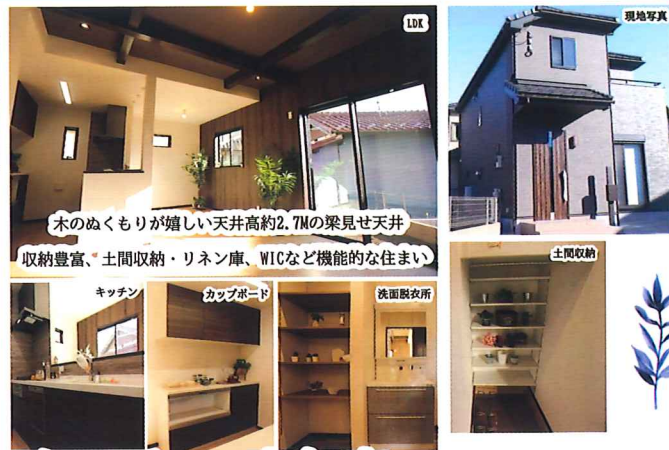 LDK
現地写真
木のぬくもりが嬉しい天井高約2.7Mの梁見せ天井
収納豊富、土間収納・リネン庫、WICなど機能的な住まい
キッチン
カップボード
洗面脱衣所
土間収納